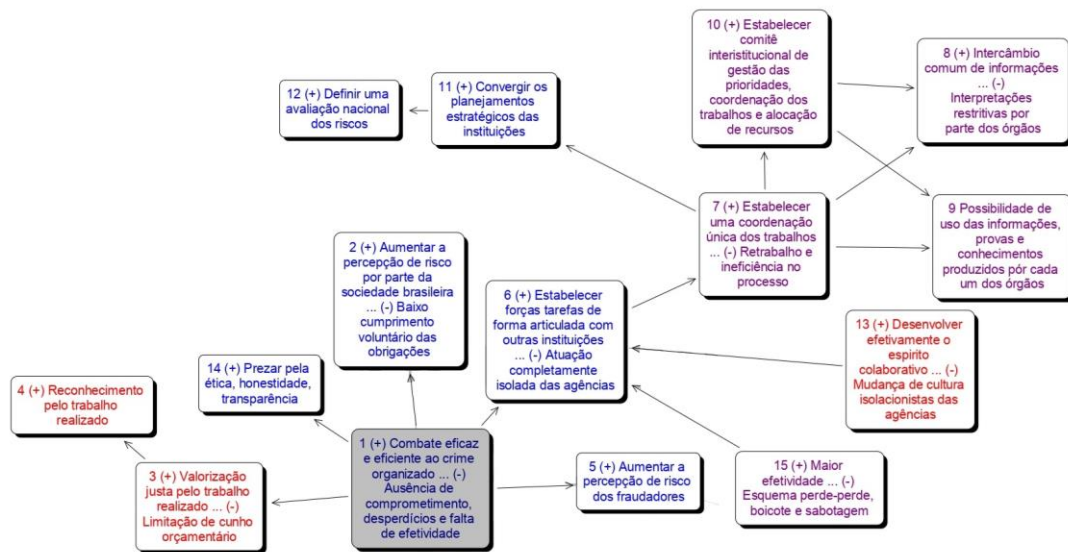 10 (+) Estabelecer
comitê
interistitucional de
gestão das
prioridades,
coordenação dos
trabalhos e alocação
de recursos
8 (+) Intercâmbio
comum de informações
... (-)
Interpretações
restritivas por
parte dos órgãos
12 (+) Definir uma
avaliação nacional
dos riscos
11 (+) Convergir os
planejamentos
estratégicos das
instituições
7 (+) Estabelecer
uma coordenação
única dos trabalhos
... (-) Retrabalho e
ineficiência no
processo
9 Possibilidade de
uso das informações,
provas e
conhecimentos
produzidos pór cada
um dos órgãos
2 (+) Aumentar a
percepção de risco
por parte da
sociedade brasileira
... (-) Baixo
cumprimento
voluntário das
obrigações
6 (+) Estabelecer
forças tarefas de
forma articulada com
outras instituições
... (-) Atuação
completamente
isolada das agências
13 (+) Desenvolver
efetivamente o
espirito
colaborativo ... (-)
Mudança de cultura
isolacionistas das
agências
14 (+) Prezar pela
ética, honestidade,
transparência
4 (+) Reconhecimento
pelo trabalho
realizado
1 (+) Combate eficaz
e eficiente ao crime
organizado ... (-)
Ausência de
comprometimento,
desperdícios e falta
de efetividade
3 (+) Valorização
justa pelo trabalho
realizado ... (-)
Limitação de cunho
orçamentário
5 (+) Aumentar a
percepção de risco
dos fraudadores
15 (+) Maior
efetividade ... (-)
Esquema perde-perde,
boicote e sabotagem